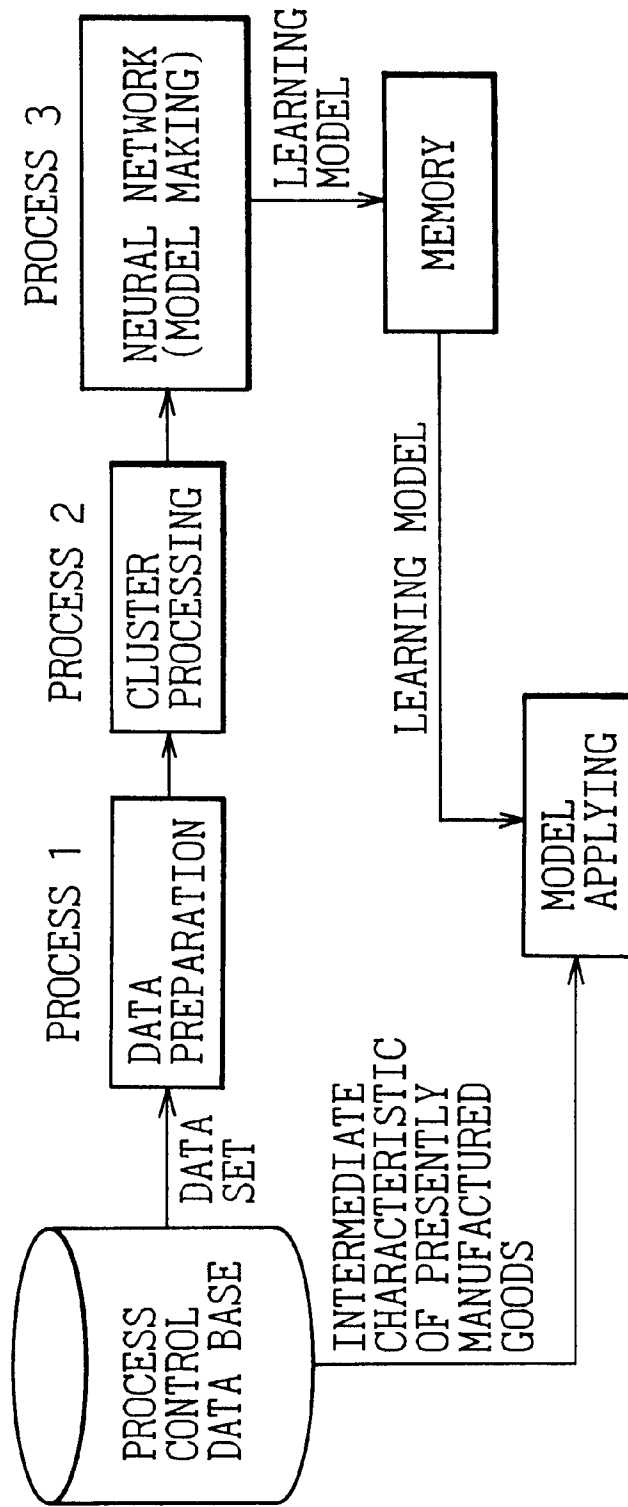 PROCESS 1
PROCESS 2
PROCESS 3
PROCESS
CONTROL
DATA BASE
DATA
SET
DATA
PREPARATION
CLUSTER
PROCESSING
NEURAL NETWORK
(MODEL MAKING)
LEARNING
MODEL
MEMORY
LEARNING MODEL
INTERMEDIATE
CHARACTERISTIC
OF PRESENTLY
MANUFACTURED
GOODS
MODEL
APPLYING